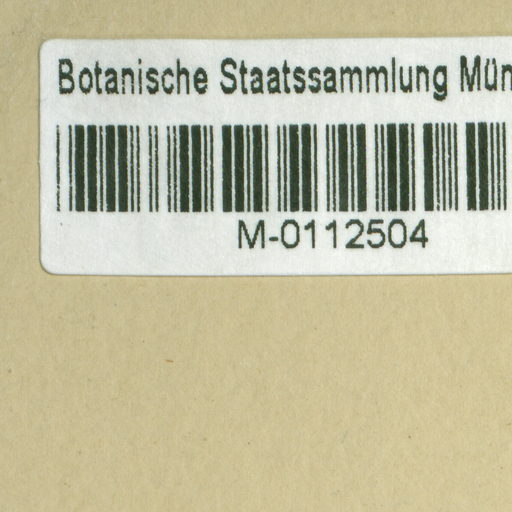 Botanische Staatssammlung Mün
M-0112504